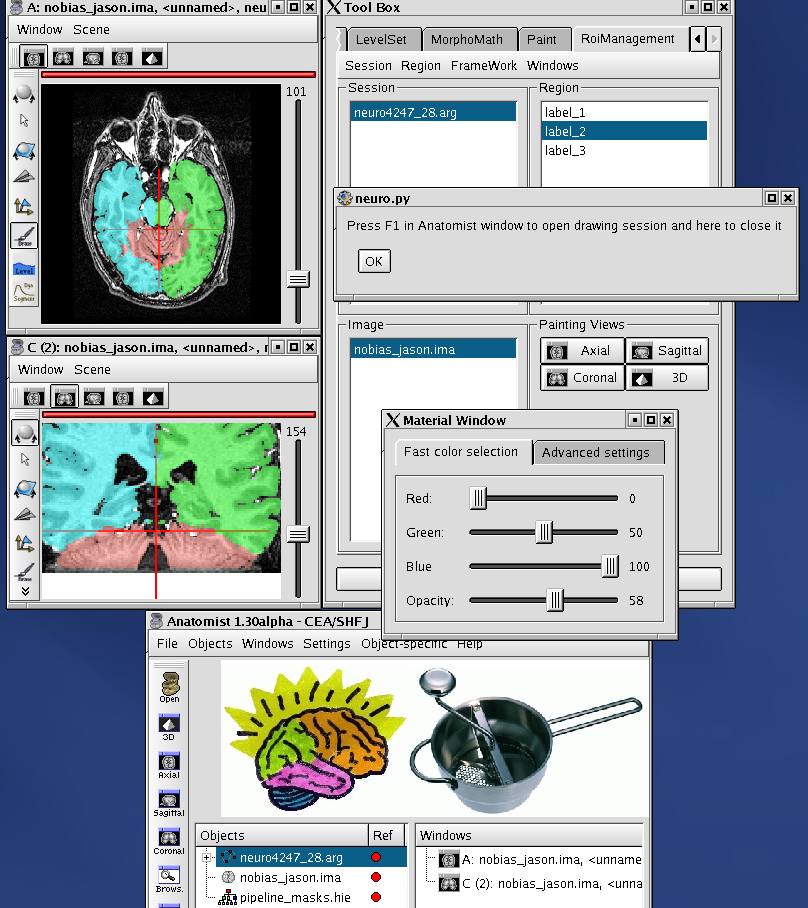 A: nobias_jason.ima, <unnamed>, neu
Window Scene
101
Draw
Level
Dyn
Segment
C (2): nobias_jason.ima, <unnamed>, r
Window Scene
154
Draw
Tool Box
LevelSet MorphoMath Paint RoiManagement
Session Region FrameWork Windows
Session
neuro4247_28.arg
Region
label_1
label_2
label_3
neuro.py
Press F1 in Anatomist window to open drawing session and here to close it
OK
Image
nobias_jason.ima
Painting Views
Axial Sagittal
Coronal 3D
Material Window
Fast color selection Advanced settings
Red: 0
Green: 50
Blue 100
Opacity: 58
Anatomist 1.30alpha - CEA/SHFJ
File Objects Windows Settings Object-specific Help
Open
3D
Axial
Sagittal
Coronal
Brows.
Objects Ref
neuro4247_28.arg
nobias_jason.ima
pipeline_masks.hie
Windows
A: nobias_jason.ima, <unname
C (2): nobias_jason.ima, <unna